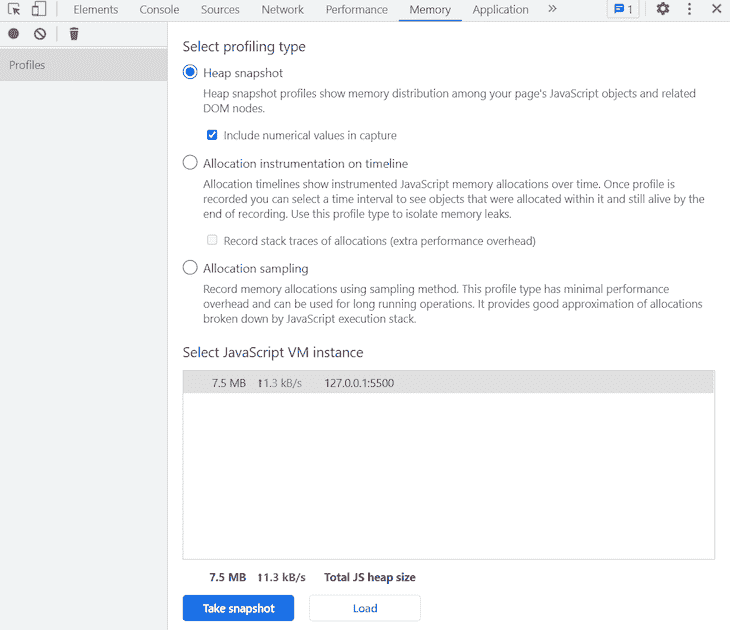 Elements Console Sources Network Performance Memory Application » 1
Profiles
Select profiling type
Heap snapshot
Heap snapshot profiles show memory distribution among your page's JavaScript objects and related
DOM nodes.
Include numerical values in capture
Allocation instrumentation on timeline
Allocation timelines show instrumented JavaScript memory allocations over time. Once profile is
recorded you can select a time interval to see objects that were allocated within it and still alive by the
end of recording. Use this profile type to isolate memory leaks.
Record stack traces of allocations (extra performance overhead)
Allocation sampling
Record memory allocations using sampling method. This profile type has minimal performance
overhead and can be used for long running operations. It provides good approximation of allocations
broken down by JavaScript execution stack.
Select JavaScript VM instance
7.5 MB ↑1.3 kB/s 127.0.0.1:5500
7.5 MB ↑1.3 kB/s Total JS heap size
Take snapshot Load